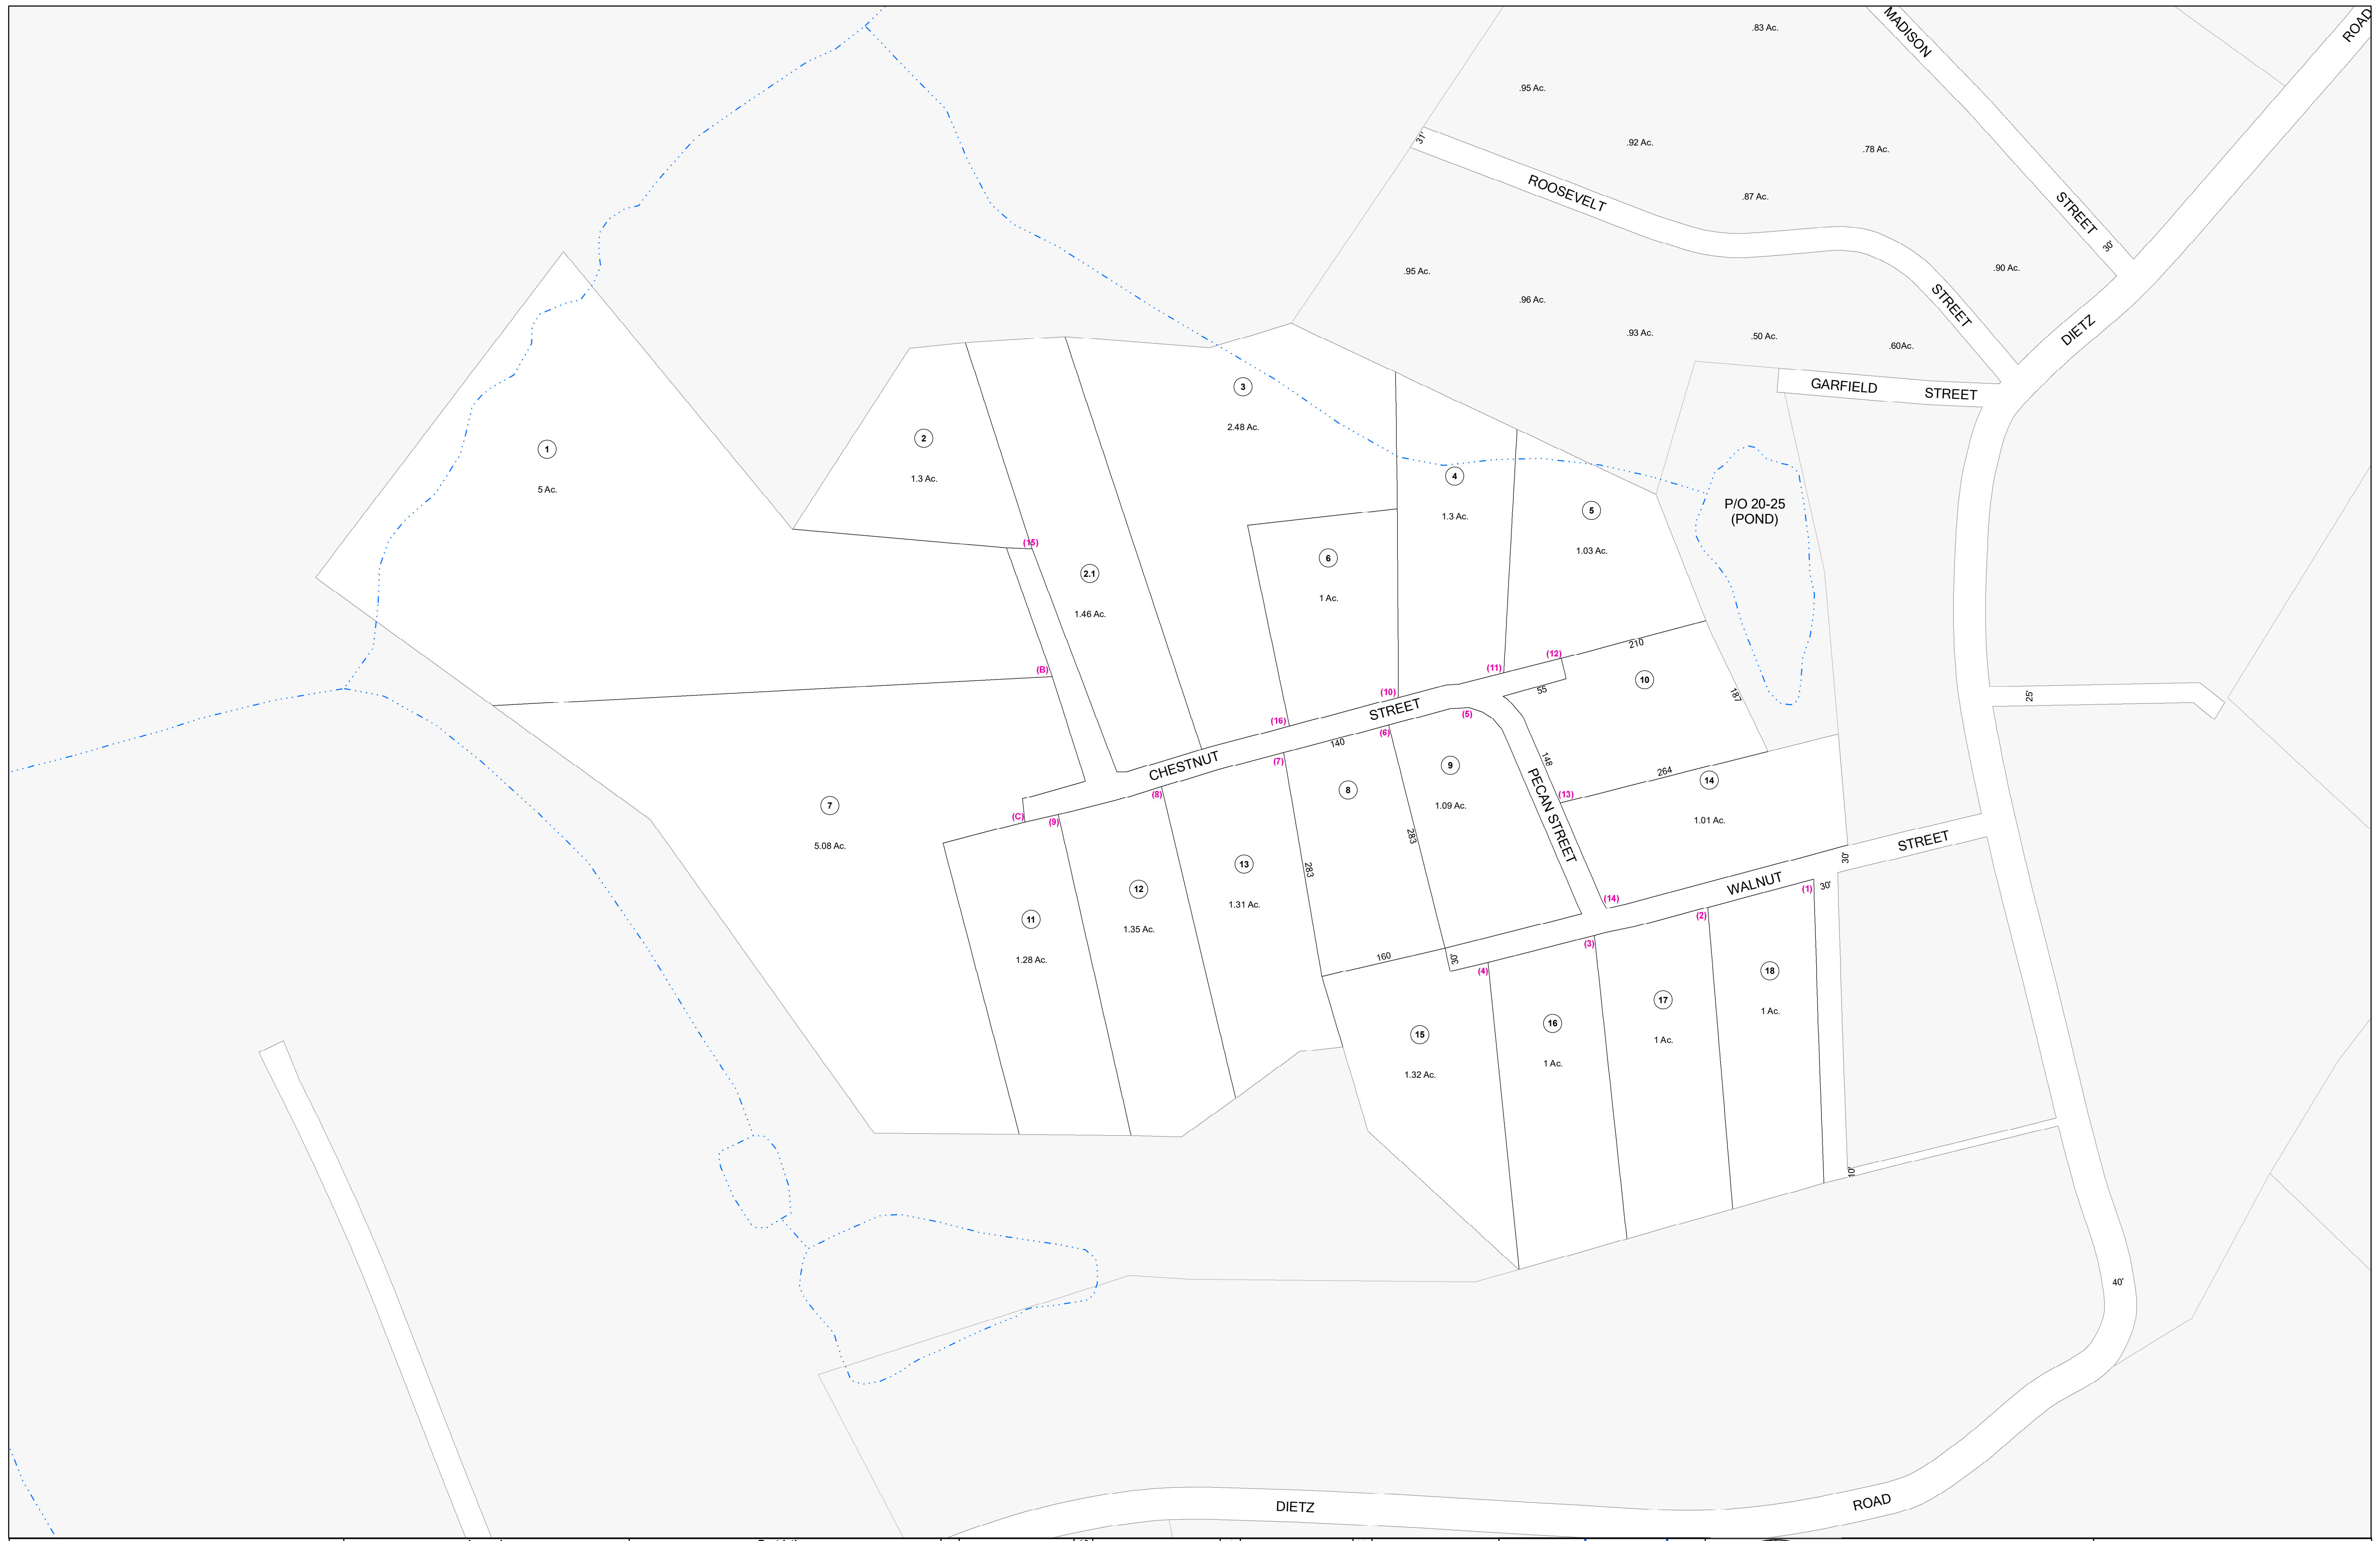 MADISON
STREET
30'
ROAD
.83 Ac.
.95 Ac.
.92 Ac.
.78 Ac.
.87 Ac.
31'
ROOSEVELT
STREET
.95 Ac.
.96 Ac.
.93 Ac.
.50 Ac.
.60Ac.
.90 Ac.
DIETZ
GARFIELD STREET
P/O 20-25
(POND)
1
5 Ac.
2
1.3 Ac.
(15)
2.1
1.46 Ac.
3
2.48 Ac.
4
1.3 Ac.
5
1.03 Ac.
6
1 Ac.
(B)
(16)
(10)
(11)
(12)
210
10
55
187
25'
CHESTNUT STREET
140
(5)
(6)
(7)
(8)
(C)
(9)
148
PECAN STREET
264
(13)
14
1.01 Ac.
7
5.08 Ac.
8
9
1.09 Ac.
283
283
11
1.28 Ac.
12
1.35 Ac.
13
1.31 Ac.
WALNUT STREET
30'
30'
(14)
(1)
(2)
(3)
(4)
160
30'
15
1.32 Ac.
16
1 Ac.
17
1 Ac.
18
1 Ac.
10'
40'
DIETZ
ROAD